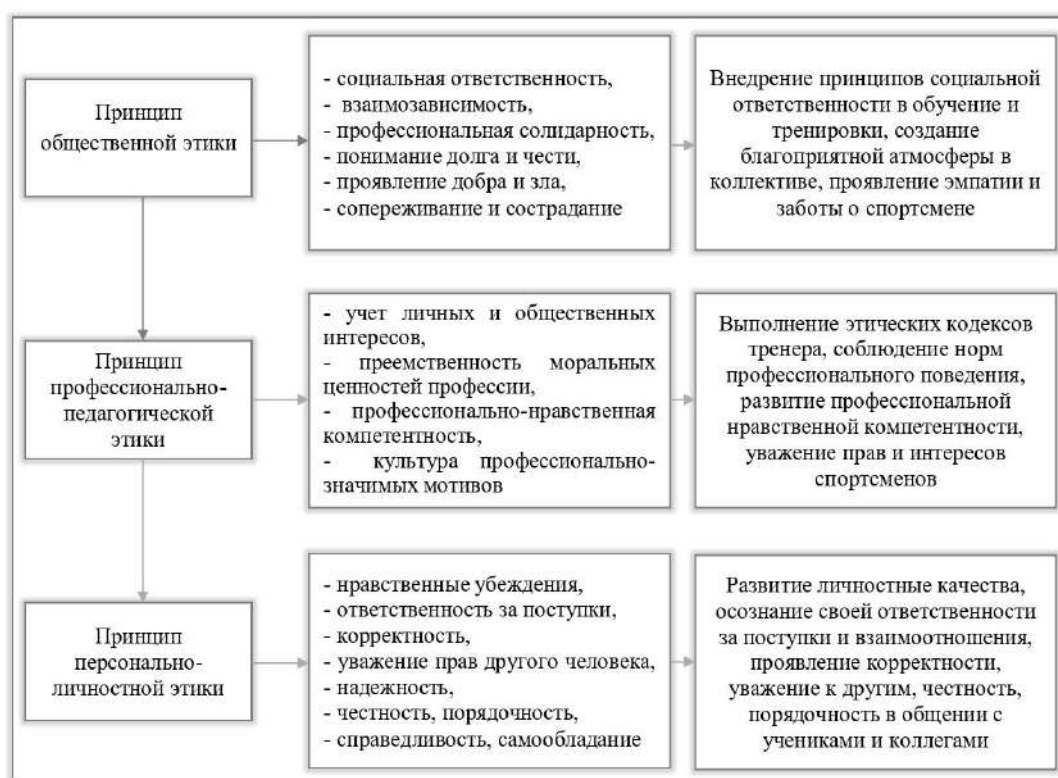 Принцип
общественной этики
- социальная ответственность,
- взаимозависимость,
- профессиональная солидарность,
- понимание долга и чести,
- проявление добра и зла,
- сопереживание и сострадание
Внедрение принципов социальной
ответственности в обучение и
тренировки, создание
благоприятной атмосферы в
коллективе, проявление эмпатии и
заботы о спортсмене
Принцип
профессионально-
педагогической
этики
- учет личных и общественных
интересов,
- преемственность моральных
ценностей профессии,
- профессионально-нравственная
компетентность,
- культура профессионально-
значимых мотивов
Выполнение этических кодексов
тренера, соблюдение норм
профессионального поведения,
развитие профессиональной
нравственной компетентности,
уважение прав и интересов
спортсменов
Принцип
персонально-
личностной этики
- нравственные убеждения,
- ответственность за поступки,
- корректность,
- уважение прав другого человека,
- надежность,
- честность, порядочность,
- справедливость, самообладание
Развитие личностные качества,
осознание своей ответственности
за поступки и взаимоотношения,
проявление корректности,
уважение к другим, честность,
порядочность в общении с
учениками и коллегами